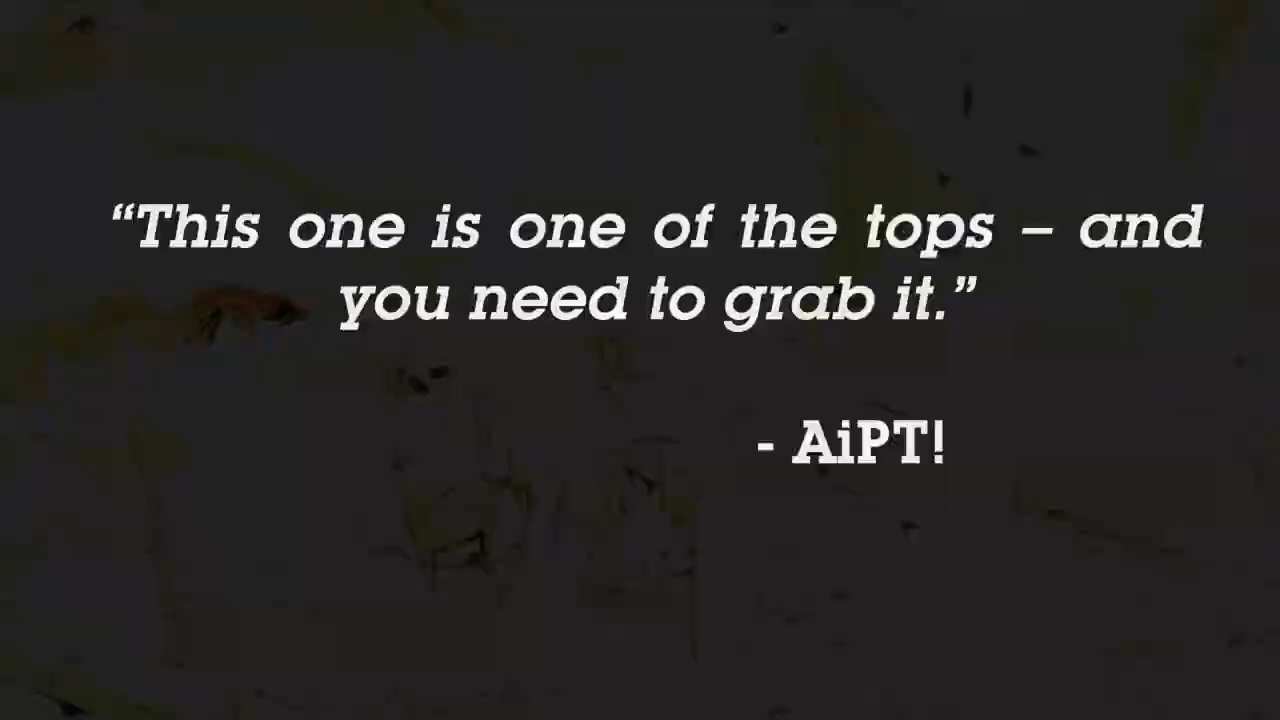 “This one is one of the tops – and
you need to grab it.”
- AiPT!